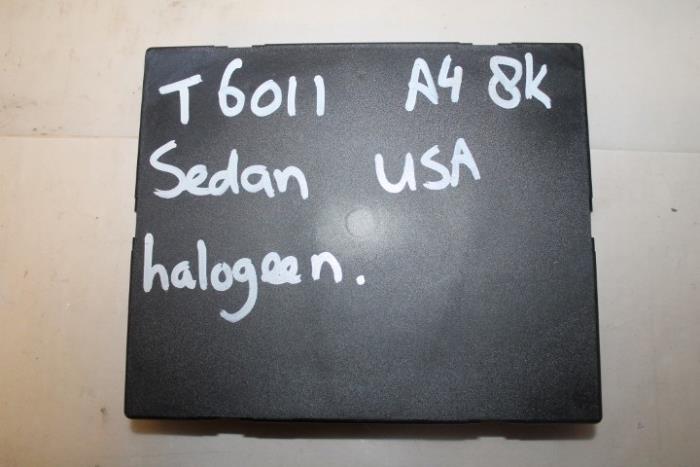 T6011 A4 8K
Sedan USA
halogeen.